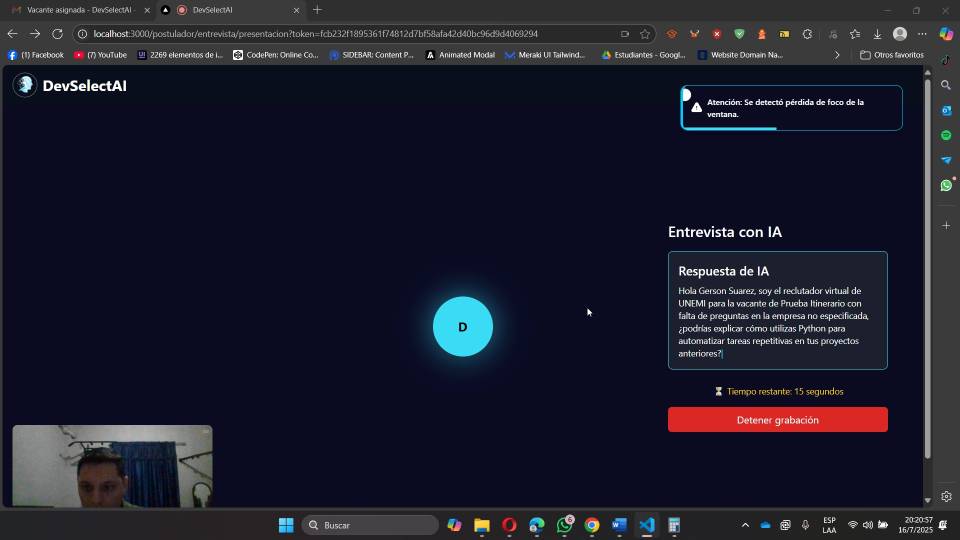 Vacante asignada - DevSelectAI -
DevSelectAI
localhost:3000/postulador/entrevista/presentacion?token=fcb232f1895361f74812d7bf58afa42d40bc96d9d4069294
(1) Facebook
(7) YouTube
2269 elementos de i...
CodePen: Online Co...
SIDEBAR: Content P...
Animated Modal
Meraki UI Tailwind...
Estudiantes - Googl...
Website Domain Na...
Otros favoritos
DevSelectAI
Atención: Se detectó pérdida de foco de la
ventana.
Entrevista con IA
Respuesta de IA
Hola Gerson Suarez, soy el reclutador virtual de
UNEMI para la vacante de Prueba Itinerario con
falta de preguntas en la empresa no especificada,
¿podrías explicar cómo utilizas Python para
automatizar tareas repetitivas en tus proyectos
anteriores?
D
Tiempo restante: 15 segundos
Detener grabación
Buscar
6
ESP
LAA
20:20:57
16/7/2025